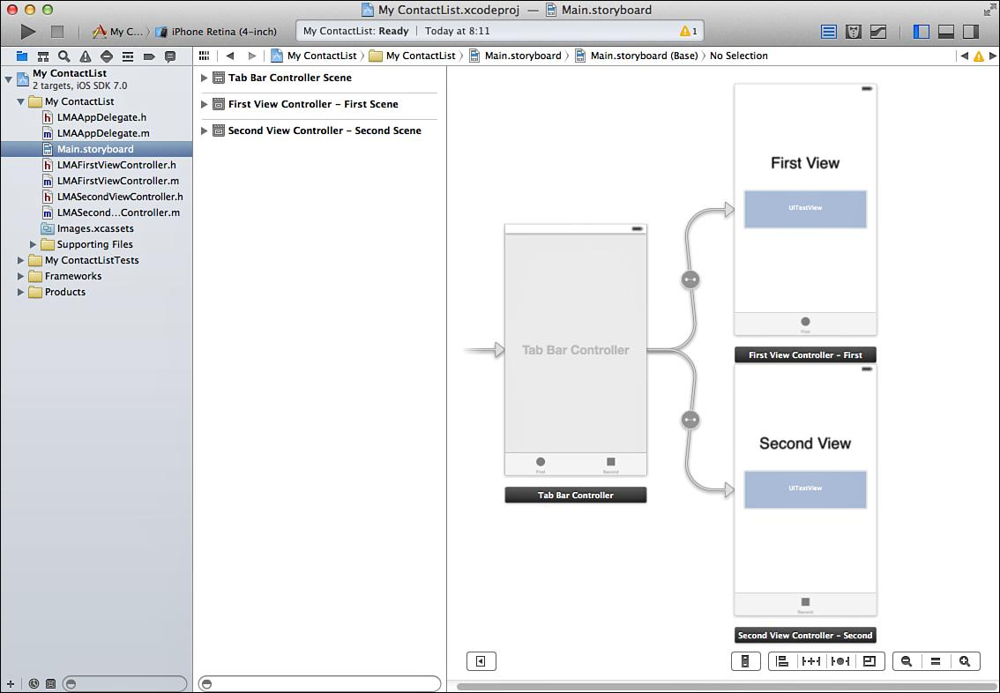 My ContactList.xcodeproj — Main.storyboard
My C... iPhone Retina (4-inch)
My ContactList: Ready | Today at 8:11
1
My ContactList
2 targets, iOS SDK 7.0
My ContactList
LMAAppDelegate.h
LMAAppDelegate.m
Main.storyboard
LMAFirstViewController.h
LMAFirstViewController.m
LMASecondViewController.h
LMASecond...Controller.m
Images.xcassets
Supporting Files
My ContactListTests
Frameworks
Products
My ContactList My ContactList Main.storyboard Main.storyboard (Base) No Selection
Tab Bar Controller Scene
First View Controller – First Scene
Second View Controller – Second Scene
Tab Bar Controller
First Second
Tab Bar Controller
First View
UITextView
First
First View Controller – First
Second View
UITextView
Second
Second View Controller – Second